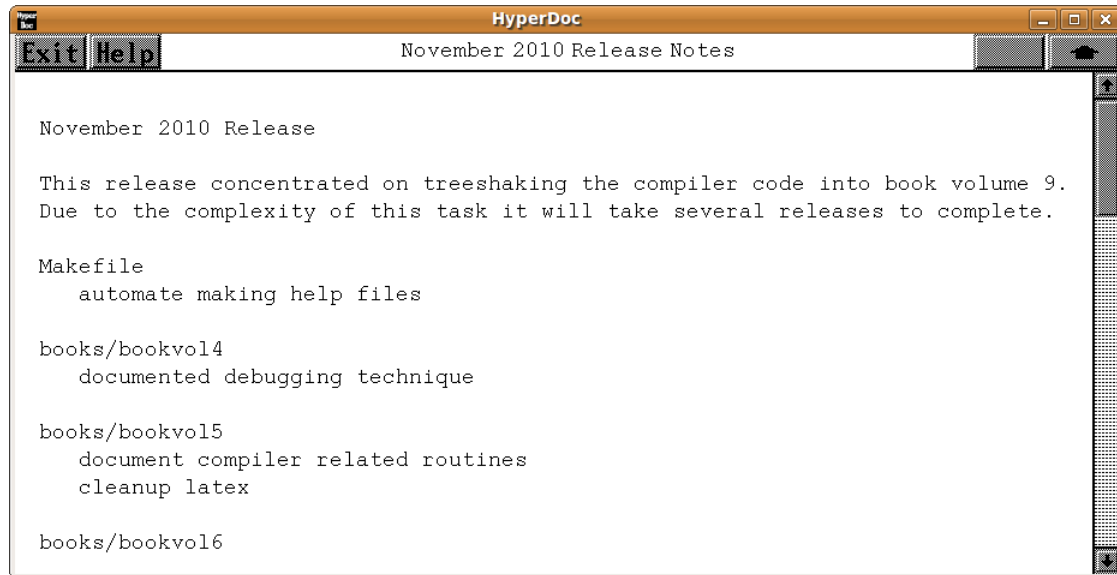 Hyper
Doc
HyperDoc
Exit Help
November 2010 Release Notes
November 2010 Release
This release concentrated on treeshaking the compiler code into book volume 9.
Due to the complexity of this task it will take several releases to complete.
Makefile
automate making help files
books/bookvol4
documented debugging technique
books/bookvol5
document compiler related routines
cleanup latex
books/bookvol6